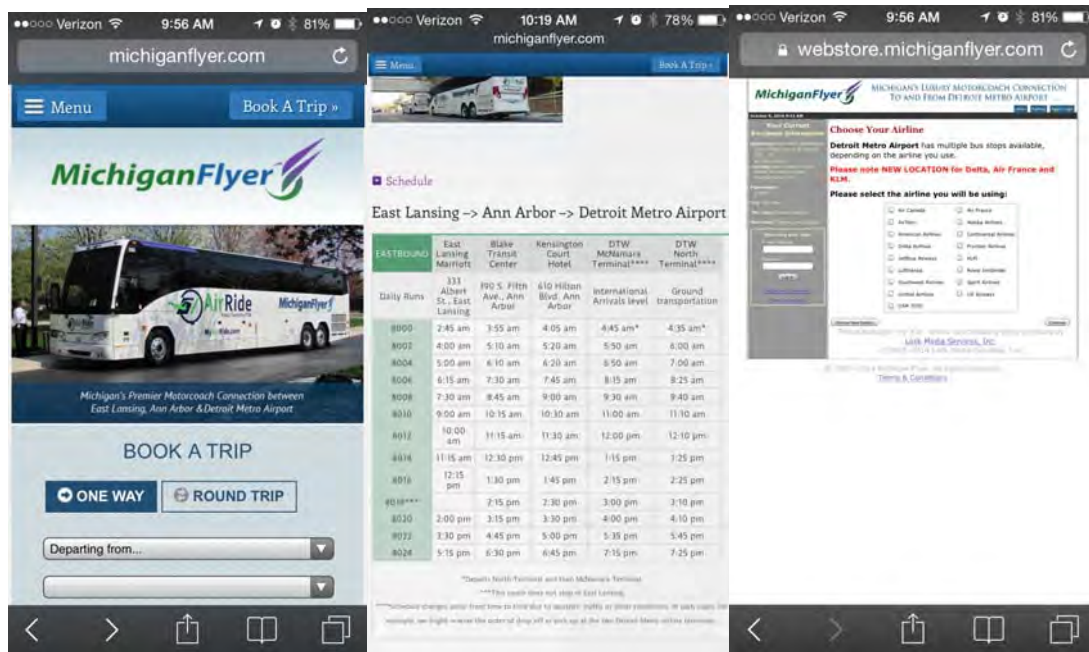 ●●○○○ Verizon 9:56 AM 81%
michiganflyer.com
Menu
Book A Trip »
MichiganFlyer
AirRide
MichiganFlyer
Michigan's Premier Motorcoach Connection between
East Lansing, Ann Arbor & Detroit Metro Airport
BOOK A TRIP
ONE WAY
ROUND TRIP
Departing from...
●●○○○ Verizon 10:19 AM 78%
michiganflyer.com
Menu
Book A Trip »
Schedule
East Lansing –> Ann Arbor –> Detroit Metro Airport
EASTBOUND East Lansing Marriott Blake Transit Center Kensington Court Hotel DTW McNamara Terminal**** DTW North Terminal****
Daily Runs 333 Albert St., East Lansing 390 S. Fifth Ave., Ann Arbor 610 Hilton Blvd. Ann Arbor International Arrivals level Ground transportation
8000 2:45 am 3:55 am 4:05 am 4:45 am* 4:35 am*
8002 4:00 am 5:10 am 5:20 am 5:50 am 6:00 am
8004 5:00 am 6:10 am 6:20 am 6:50 am 7:00 am
8006 6:15 am 7:30 am 7:45 am 8:15 am 8:25 am
8008 7:30 am 8:45 am 9:00 am 9:30 am 9:40 am
8010 9:00 am 10:15 am 10:30 am 11:00 am 11:10 am
8012 10:00 am 11:15 am 11:30 am 12:00 pm 12:10 pm
11:15 am 12:30 pm 12:45 pm 1:15 pm 1:25 pm
12:15 pm 1:30 pm 1:45 pm 2:15 pm 2:25 pm
2:15 pm 2:30 pm 3:00 pm 3:10 pm
8020 2:00 pm 3:15 pm 3:30 pm 4:00 pm 4:10 pm
8022 3:30 pm 4:45 pm 5:00 pm 5:35 pm 5:45 pm
8024 5:15 pm 6:30 pm 6:45 pm 7:15 pm 7:25 pm
*Departs North Terminal and then McNamara Terminal
***This coach does not stop in East Lansing
●●○○○ Verizon 9:56 AM 81%
webstore.michiganflyer.com
MichiganFlyer
MICHIGAN'S LUXURY MOTORCOACH CONNECTION
TO AND FROM DETROIT METRO AIRPORT
Choose Your Airline
Detroit Metro Airport has multiple bus stops available,
depending on the airline you use.
Please note NEW LOCATION for Delta, Air France and
KLM.
Please select the airline you will be using:
Air Canada Air France
AirTran Alaska Airlines
American Airlines Continental Airlines
Delta Airlines Frontier Airlines
JetBlue Airways KLM
Lufthansa Royal Jordanian
Southwest Airlines Spirit Airlines
United Airlines US Airways
Lark Media Services, Inc.
Terms & Conditions